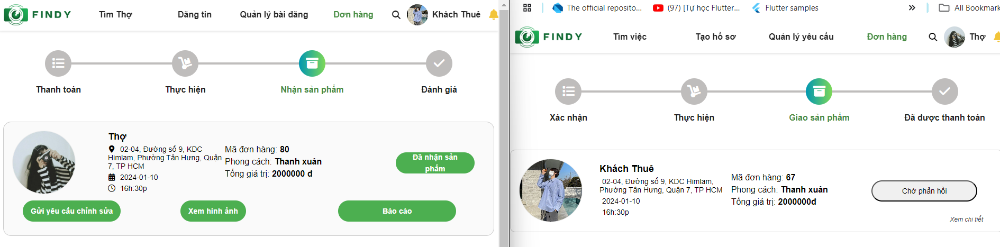 FINDY
Tìm Thợ
Đăng tin
Quản lý bài đăng
Đơn hàng
Khách Thuê
Thanh toán
Thực hiện
Nhận sản phẩm
Đánh giá
Thợ
02-04, Đường số 9, KDC
Himlam, Phường Tân Hưng, Quận
7, TP HCM
2024-01-10
16h:30p
Mã đơn hàng: 80
Phong cách: Thanh xuân
Tổng giá trị: 2000000 đ
Đã nhận sản
phẩm
Gửi yêu cầu chỉnh sửa
Xem hình ảnh
Báo cáo
The official reposito...
(97) [Tự học Flutter...
Flutter samples
All Bookmark
FINDY
Tìm việc
Tạo hồ sơ
Quản lý yêu cầu
Đơn hàng
Thợ
Xác nhận
Thực hiện
Giao sản phẩm
Đã được thanh toán
Khách Thuê
02-04, Đường số 9, KDC Himlam,
Phường Tân Hưng, Quận 7, TP HCM
2024-01-10
16h:30p
Mã đơn hàng: 67
Phong cách: Thanh xuân
Tổng giá trị: 2000000đ
Chờ phản hồi
Xem chi tiết